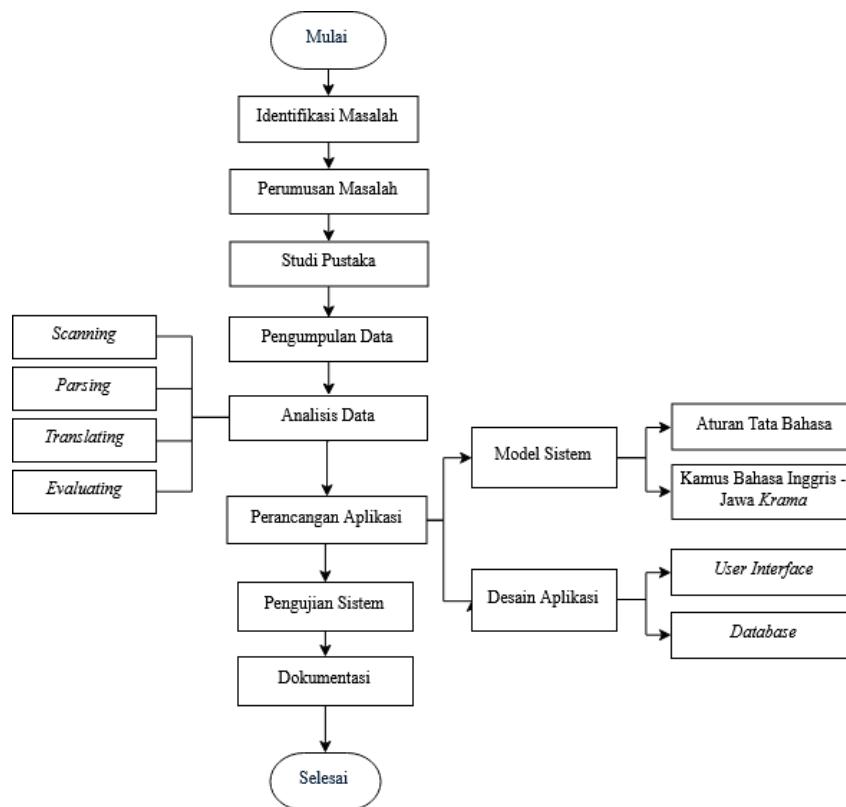 Mulai
Identifikasi Masalah
Perumusan Masalah
Studi Pustaka
Pengumpulan Data
Scanning
Parsing
Translating
Evaluating
Analisis Data
Perancangan Aplikasi
Model Sistem
Aturan Tata Bahasa
Kamus Bahasa Inggris -
Jawa Krama
Desain Aplikasi
User Interface
Database
Pengujian Sistem
Dokumentasi
Selesai